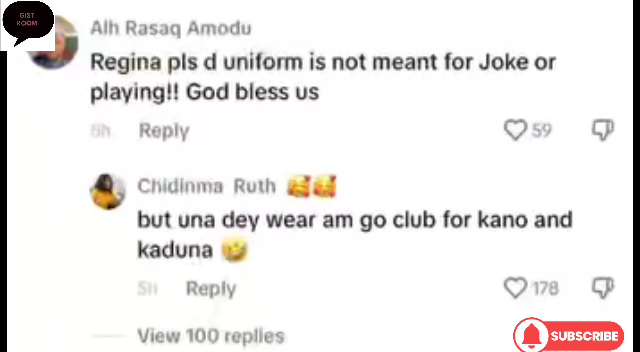 GIST
ROOM
Alh Rasaq Amodu
Regina pls d uniform is not meant for Joke or
playing!! God bless us
6h Reply 59
Chidinma Ruth 🥰🥰
but una dey wear am go club for kano and
kaduna 🤣
5h Reply 178
View 100 replies
SUBSCRIBE